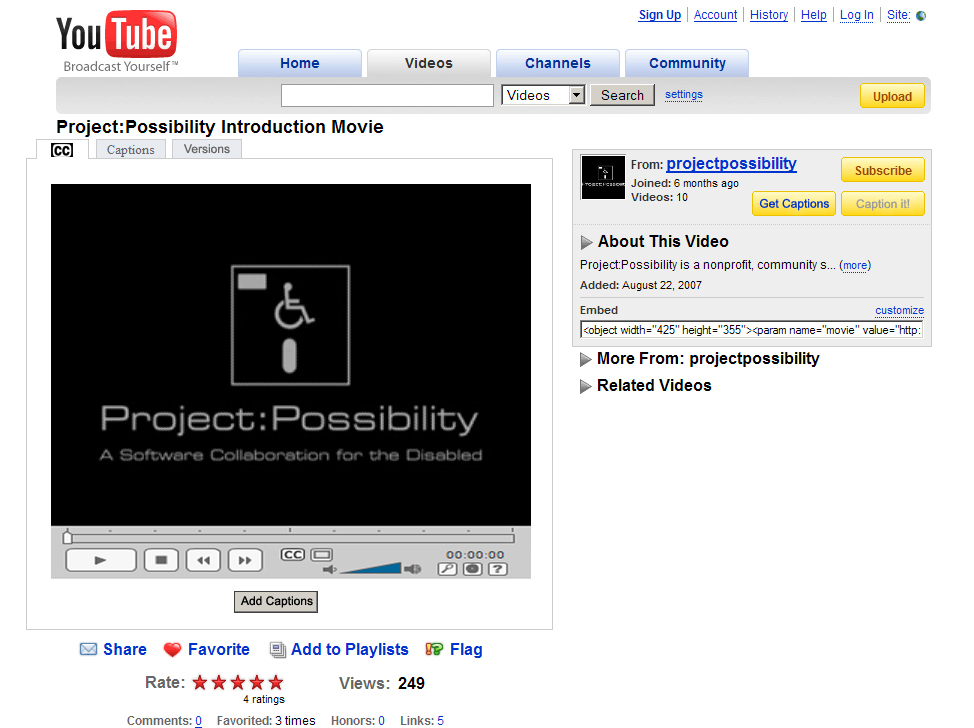 Sign Up Account History Help Log In Site:
You Tube
Broadcast Yourself™
Home Videos Channels Community
Videos Search settings Upload
Project:Possibility Introduction Movie
CC Captions Versions
From: projectpossibility
Joined: 6 months ago
Videos: 10
Subscribe
Get Captions Caption it!
About This Video
Project:Possibility is a nonprofit, community s... (more)
Added: August 22, 2007
Embed customize
<object width="425" height="355"><param name="movie" value="http:
More From: projectpossibility
Related Videos
Project:Possibility
A Software Collaboration for the Disabled
CC 00:00:00
?
Add Captions
Share Favorite Add to Playlists Flag
Rate: Views: 249
4 ratings
Comments: 0 Favorited: 3 times Honors: 0 Links: 5